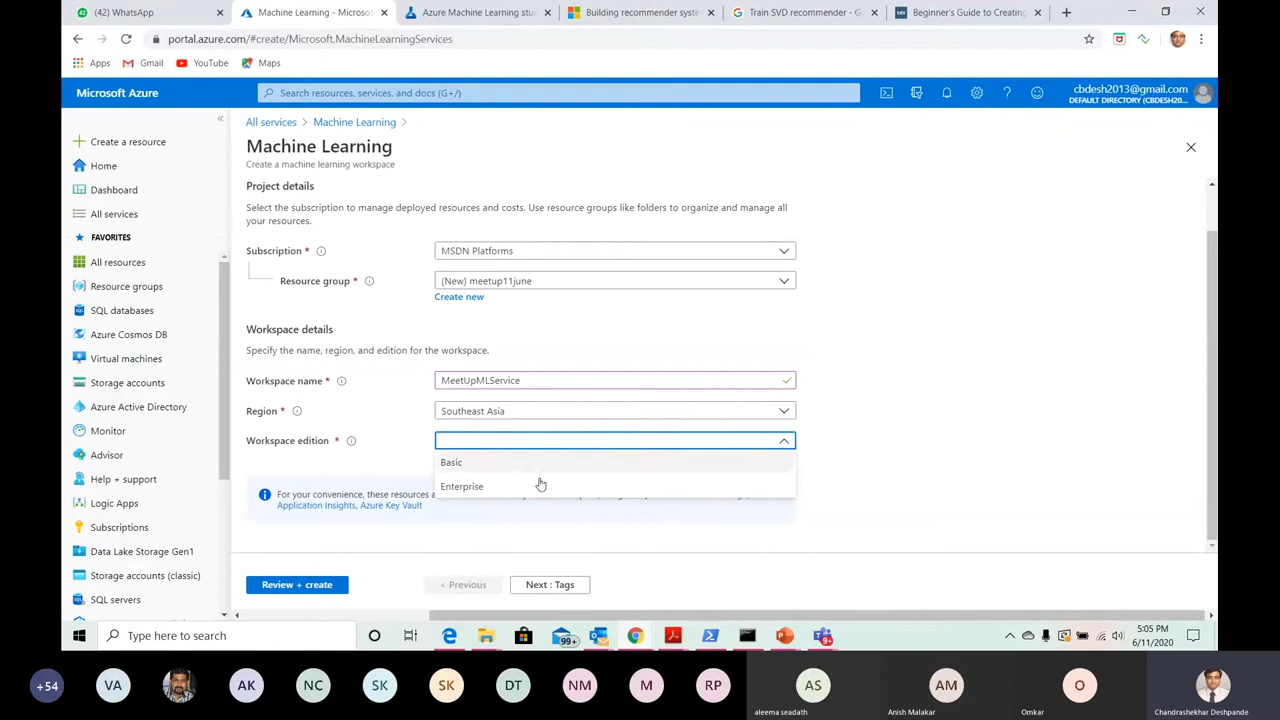 (42) WhatsApp
Machine Learning - Microsoft
Azure Machine Learning stu
Building recommender syste
Train SVD recommender - G
Beginner's Guide to Creating
portal.azure.com/#create/Microsoft.MachineLearningServices
Apps
Gmail
YouTube
Maps
Microsoft Azure
Search resources, services, and docs (G+/)
cbdesh2013@gmail.com
DEFAULT DIRECTORY (CBDESH20...
All services > Machine Learning >
Create a resource
Home
Dashboard
All services
FAVORITES
All resources
Resource groups
SQL databases
Azure Cosmos DB
Virtual machines
Storage accounts
Azure Active Directory
Monitor
Advisor
Help + support
Logic Apps
Subscriptions
Data Lake Storage Gen1
Storage accounts (classic)
SQL servers
Machine Learning
Create a machine learning workspace
Project details
Select the subscription to manage deployed resources and costs. Use resource groups like folders to organize and manage all
your resources.
Subscription *
MSDN Platforms
Resource group *
(New) meetup11june
Create new
Workspace details
Specify the name, region, and edition for the workspace.
Workspace name *
MeetUpMLService
Region *
Southeast Asia
Workspace edition *
Basic
Enterprise
For your convenience, these resources a
Application Insights, Azure Key Vault
Review + create
< Previous
Next : Tags
Type here to search
99+
9+
5:05 PM
6/11/2020
+54
VA
AK
NC
SK
SK
DT
NM
M
RP
AS
aleema seadath
AM
Anish Malakar
O
Omkar
Chandrashekhar Deshpande